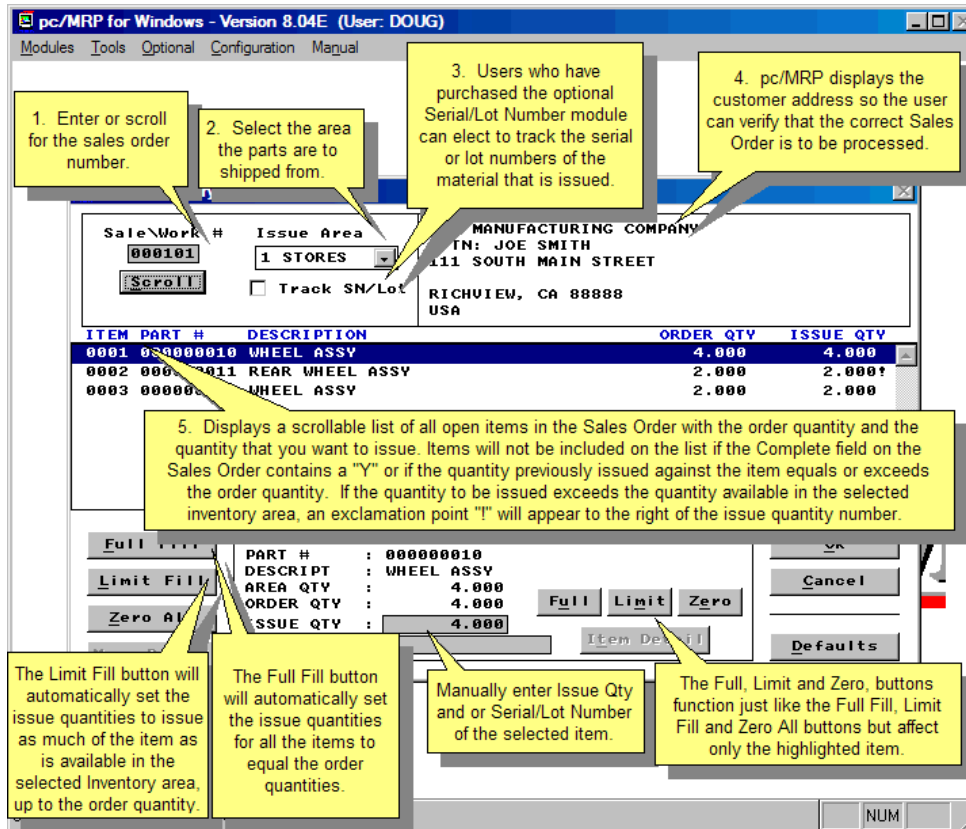 pc/MRP for Windows - Version 8.04E (User: DOUG)
Modules Tools Optional Configuration Manual
1. Enter or scroll
for the sales order
number.
2. Select the area
the parts are to
shipped from.
3. Users who have
purchased the optional
Serial/Lot Number module
can elect to track the serial
or lot numbers of the
material that is issued.
4. pc/MRP displays the
customer address so the user
can verify that the correct Sales
Order is to be processed.
Sale\Work #
000101
Scroll
Issue Area
1 STORES
Track SN/Lot
MANUFACTURING COMPANY
TN: JOE SMITH
111 SOUTH MAIN STREET
RICHVIEW, CA 88888
USA
ITEM PART # DESCRIPTION ORDER QTY ISSUE QTY
0001 000000010 WHEEL ASSY 4.000 4.000
0002 REAR WHEEL ASSY 2.000 2.000!
0003 WHEEL ASSY 2.000 2.000
5. Displays a scrollable list of all open items in the Sales Order with the order quantity and the
quantity that you want to issue. Items will not be included on the list if the Complete field on the
Sales Order contains a "Y" or if the quantity previously issued against the item equals or exceeds
the order quantity. If the quantity to be issued exceeds the quantity available in the selected
inventory area, an exclamation point "!" will appear to the right of the issue quantity number.
Full Fill
Limit Fill
Zero Al
PART # : 000000010
DESCRIPT : WHEEL ASSY
AREA QTY : 4.000
ORDER QTY : 4.000
ISSUE QTY : 4.000
Full Limit Zero
Item Detail
OK
Cancel
Defaults
The Limit Fill button will
automatically set the
issue quantities to issue
as much of the item as
is available in the
selected Inventory area,
up to the order quantity.
The Full Fill button
will automatically set
the issue quantities
for all the items to
equal the order
quantities.
Manually enter Issue Qty
and or Serial/Lot Number
of the selected item.
The Full, Limit and Zero, buttons
function just like the Full Fill, Limit
Fill and Zero All buttons but affect
only the highlighted item.
NUM